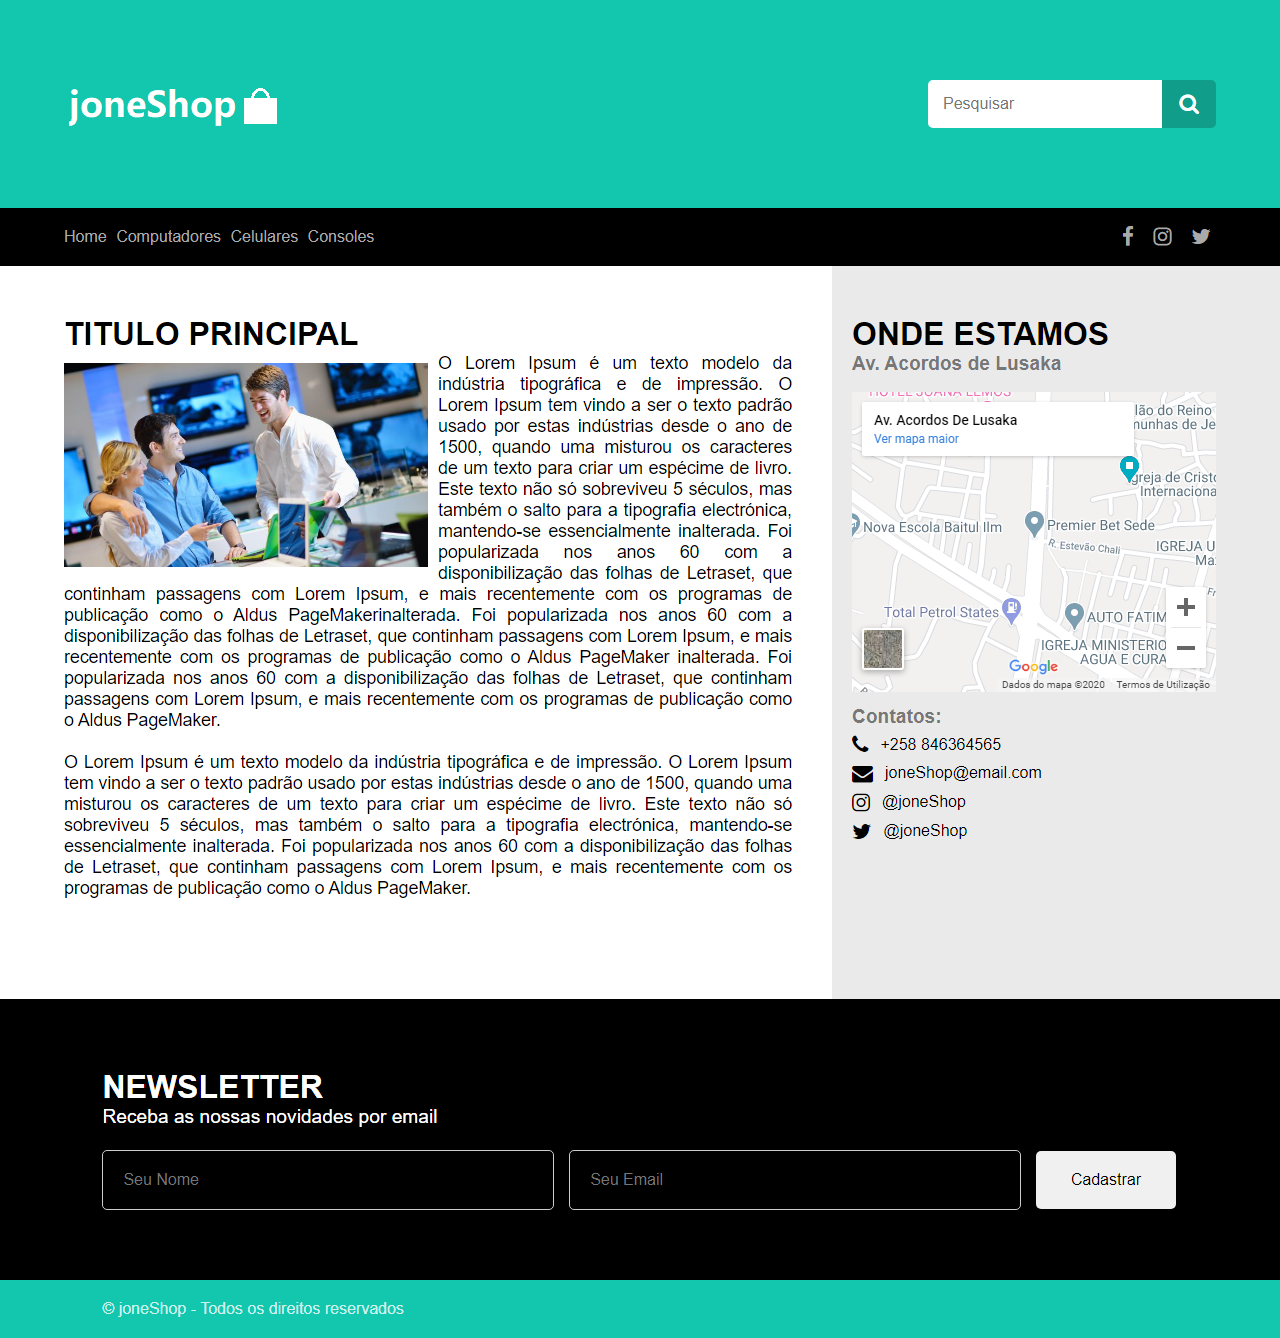 joneShop
Pesquisar
Home Computadores Celulares Consoles
TITULO PRINCIPAL
O Lorem Ipsum é um texto modelo da
indústria tipográfica e de impressão. O
Lorem Ipsum tem vindo a ser o texto padrão
usado por estas indústrias desde o ano de
1500, quando uma misturou os caracteres
de um texto para criar um espécime de livro.
Este texto não só sobreviveu 5 séculos, mas
também o salto para a tipografia electrónica,
mantendo-se essencialmente inalterada. Foi
popularizada nos anos 60 com a
disponibilização das folhas de Letraset, que
continham passagens com Lorem Ipsum, e mais recentemente com os programas de
publicação como o Aldus PageMakerinalterada. Foi popularizada nos anos 60 com a
disponibilização das folhas de Letraset, que continham passagens com Lorem Ipsum, e mais
recentemente com os programas de publicação como o Aldus PageMaker inalterada. Foi
popularizada nos anos 60 com a disponibilização das folhas de Letraset, que continham
passagens com Lorem Ipsum, e mais recentemente com os programas de publicação como
o Aldus PageMaker.
O Lorem Ipsum é um texto modelo da indústria tipográfica e de impressão. O Lorem Ipsum
tem vindo a ser o texto padrão usado por estas indústrias desde o ano de 1500, quando uma
misturou os caracteres de um texto para criar um espécime de livro. Este texto não só
sobreviveu 5 séculos, mas também o salto para a tipografia electrónica, mantendo-se
essencialmente inalterada. Foi popularizada nos anos 60 com a disponibilização das folhas
de Letraset, que continham passagens com Lorem Ipsum, e mais recentemente com os
programas de publicação como o Aldus PageMaker.
ONDE ESTAMOS
Av. Acordos de Lusaka
HOTEL JOANA LEMOS
Av. Acordos De Lusaka
Ver mapa maior
lão do Reino
munhas de Je
Igreja de Cristo
Internaciona
Nova Escola Baitul Ilm
Premier Bet Sede
R. Estevão Chali
IGREJA U
Ma
Total Petrol States
AUTO FATIM
IGREJA MINISTERIO
AGUA E CURA
Google
Dados do mapa ©2020 Termos de Utilização
Contatos:
+258 846364565
joneShop@email.com
@joneShop
@joneShop
NEWSLETTER
Receba as nossas novidades por email
Seu Nome
Seu Email
Cadastrar
© joneShop - Todos os direitos reservados